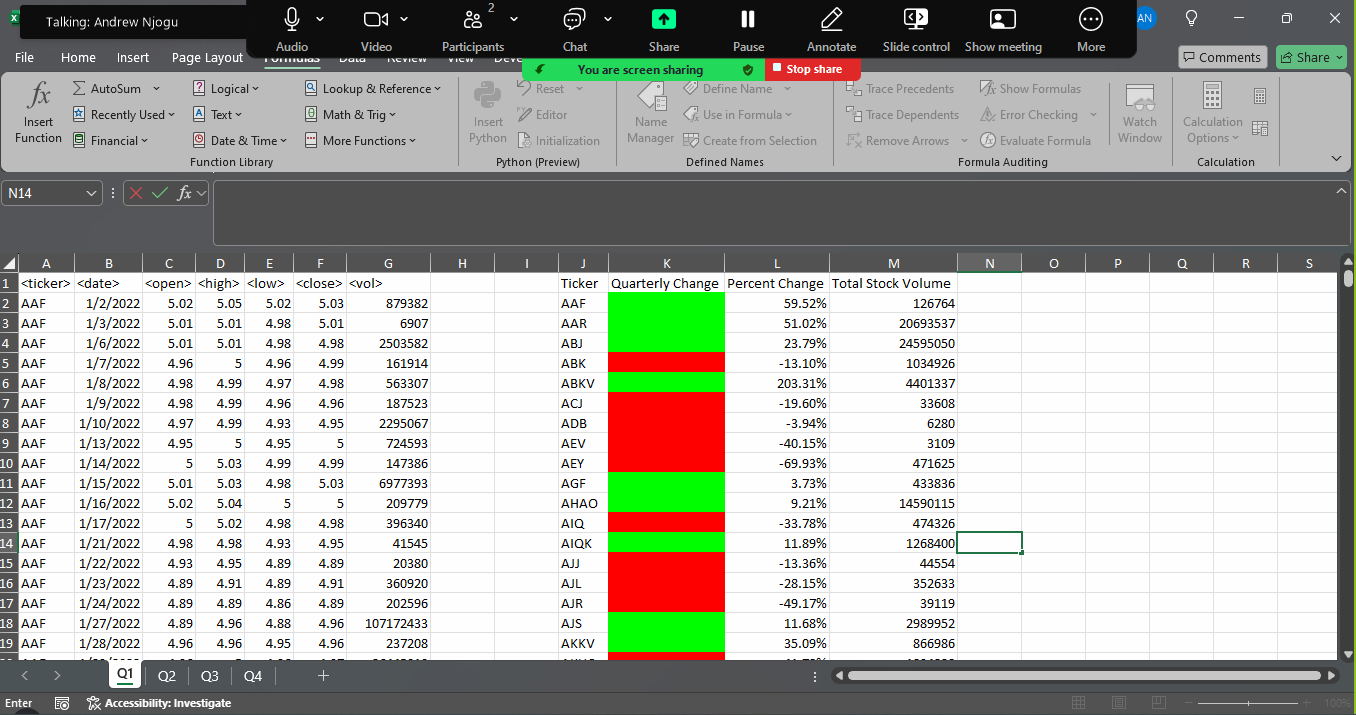 Talking: Andrew Njogu
2
Audio Video Participants Chat Share Pause Annotate Slide control Show meeting More
AN
You are screen sharing Stop share
File Home Insert Page Layout Formulas Data Review View
Comments Share
fx Insert Function
AutoSum
Recently Used
Financial
Logical
Text
Date & Time
Lookup & Reference
Math & Trig
More Functions
Function Library
Insert Python
Reset
Editor
Initialization
Python (Preview)
Name Manager
Define Name
Use in Formula
Create from Selection
Defined Names
Trace Precedents
Trace Dependents
Remove Arrows
Show Formulas
Error Checking
Evaluate Formula
Formula Auditing
Watch Window
Calculation Options
Calculation
N14 fx
A B C D E F G H I J K L M N O P Q R S
1 <ticker> <date> <open> <high> <low> <close> <vol> Ticker Quarterly Change Percent Change Total Stock Volume
2 AAF 1/2/2022 5.02 5.05 5.02 5.03 879382 AAF 59.52% 126764
3 AAF 1/3/2022 5.01 5.01 4.98 5.01 6907 AAR 51.02% 20693537
4 AAF 1/6/2022 5.01 5.01 4.98 4.98 2503582 ABJ 23.79% 24595050
5 AAF 1/7/2022 4.96 5 4.96 4.99 161914 ABK -13.10% 1034926
6 AAF 1/8/2022 4.98 4.99 4.97 4.98 563307 ABKV 203.31% 4401337
7 AAF 1/9/2022 4.98 4.99 4.96 4.96 187523 ACJ -19.60% 33608
8 AAF 1/10/2022 4.97 4.99 4.93 4.95 2295067 ADB -3.94% 6280
9 AAF 1/13/2022 4.95 5 4.95 5 724593 AEV -40.15% 3109
10 AAF 1/14/2022 5 5.03 4.99 4.99 147386 AEY -69.93% 471625
11 AAF 1/15/2022 5.01 5.03 4.98 5.03 6977393 AGF 3.73% 433836
12 AAF 1/16/2022 5.02 5.04 5 5 209779 AHAO 9.21% 14590115
13 AAF 1/17/2022 5 5.02 4.98 4.98 396340 AIQ -33.78% 474326
14 AAF 1/21/2022 4.98 4.98 4.93 4.95 41545 AIQK 11.89% 1268400
15 AAF 1/22/2022 4.93 4.95 4.89 4.89 20380 AJJ -13.36% 44554
16 AAF 1/23/2022 4.89 4.91 4.89 4.91 360920 AJL -28.15% 352633
17 AAF 1/24/2022 4.89 4.89 4.86 4.89 202596 AJR -49.17% 39119
18 AAF 1/27/2022 4.89 4.96 4.88 4.96 107172433 AJS 11.68% 2989952
19 AAF 1/28/2022 4.96 4.96 4.95 4.96 237208 AKKV 35.09% 866986
Q1 Q2 Q3 Q4
Enter Accessibility: Investigate 100%